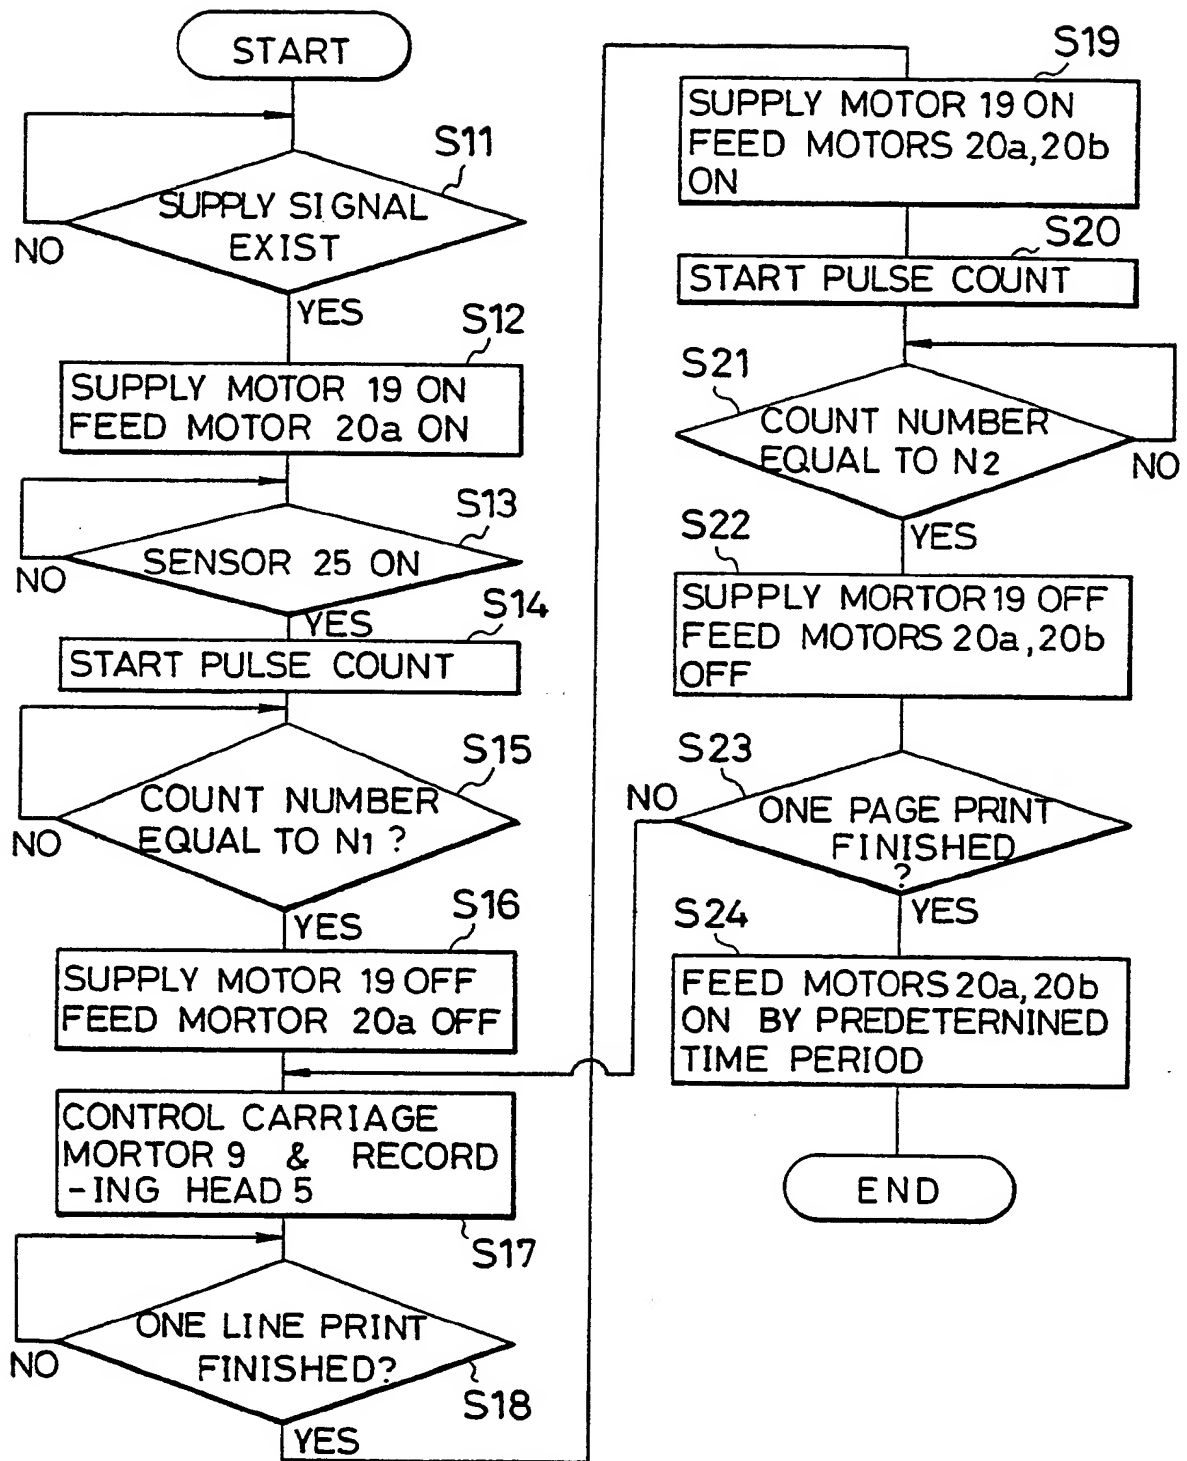 START
S11
SUPPLY SIGNAL
EXIST
NO
YES
S12
SUPPLY MOTOR 19 ON
FEED MOTOR 20a ON
S13
SENSOR 25 ON
NO
YES
S14
START PULSE COUNT
S15
COUNT NUMBER
EQUAL TO N1 ?
NO
YES
S16
SUPPLY MOTOR 19 OFF
FEED MORTOR 20a OFF
CONTROL CARRIAGE
MORTOR 9 & RECORD
-ING HEAD 5
S17
ONE LINE PRINT
FINISHED?
NO
S18
YES
S19
SUPPLY MOTOR 19 ON
FEED MOTORS 20a, 20b
ON
S20
START PULSE COUNT
S21
COUNT NUMBER
EQUAL TO N2
NO
YES
S22
SUPPLY MORTOR 19 OFF
FEED MOTORS 20a, 20b
OFF
S23
NO
ONE PAGE PRINT
FINISHED
?
YES
S24
FEED MOTORS 20a, 20b
ON BY PREDETERNINED
TIME PERIOD
END